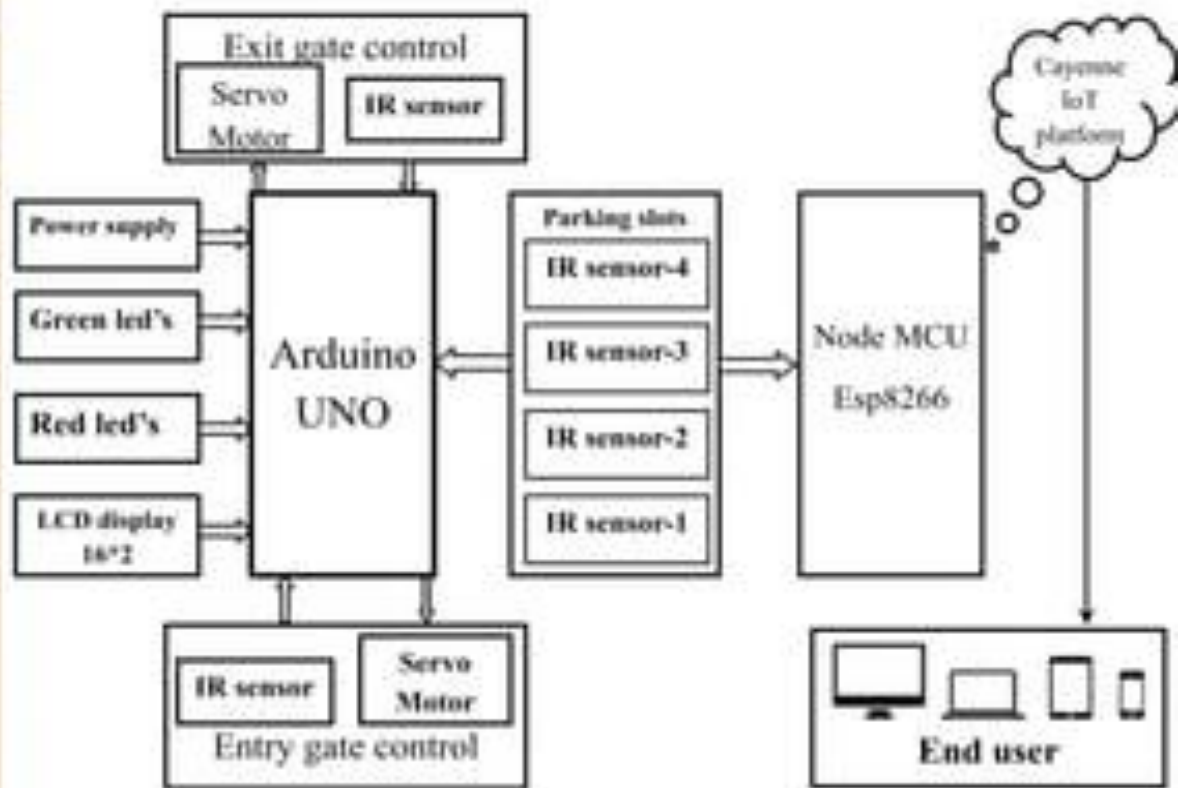 Exit gate control
Servo
Motor
IR sensor
Cayenne
IoT
platform
Power supply
Green led's
Red led's
LCD display
16*2
Arduino
UNO
Parking slots
IR sensor-4
IR sensor-3
IR sensor-2
IR sensor-1
Node MCU
Esp8266
IR sensor
Servo
Motor
Entry gate control
End user